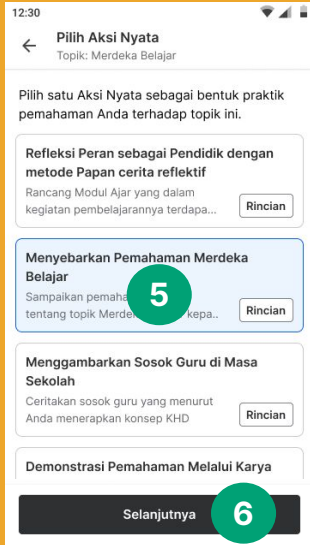 12:30
Pilih Aksi Nyata
Topik: Merdeka Belajar
Pilih satu Aksi Nyata sebagai bentuk praktik
pemahaman Anda terhadap topik ini.
Refleksi Peran sebagai Pendidik dengan
metode Papan cerita reflektif
Rancang Modul Ajar yang dalam
kegiatan pembelajarannya terdapa...
Rincian
Menyebarkan Pemahaman Merdeka
Belajar
Sampaikan
5
tentang topik kepa..
Rincian
Menggambarkan Sosok Guru di Masa
Sekolah
Ceritakan sosok guru yang menurut
Anda menerapkan konsep KHD
Rincian
Demonstrasi Pemahaman Melalui Karya
Selanjutnya
6